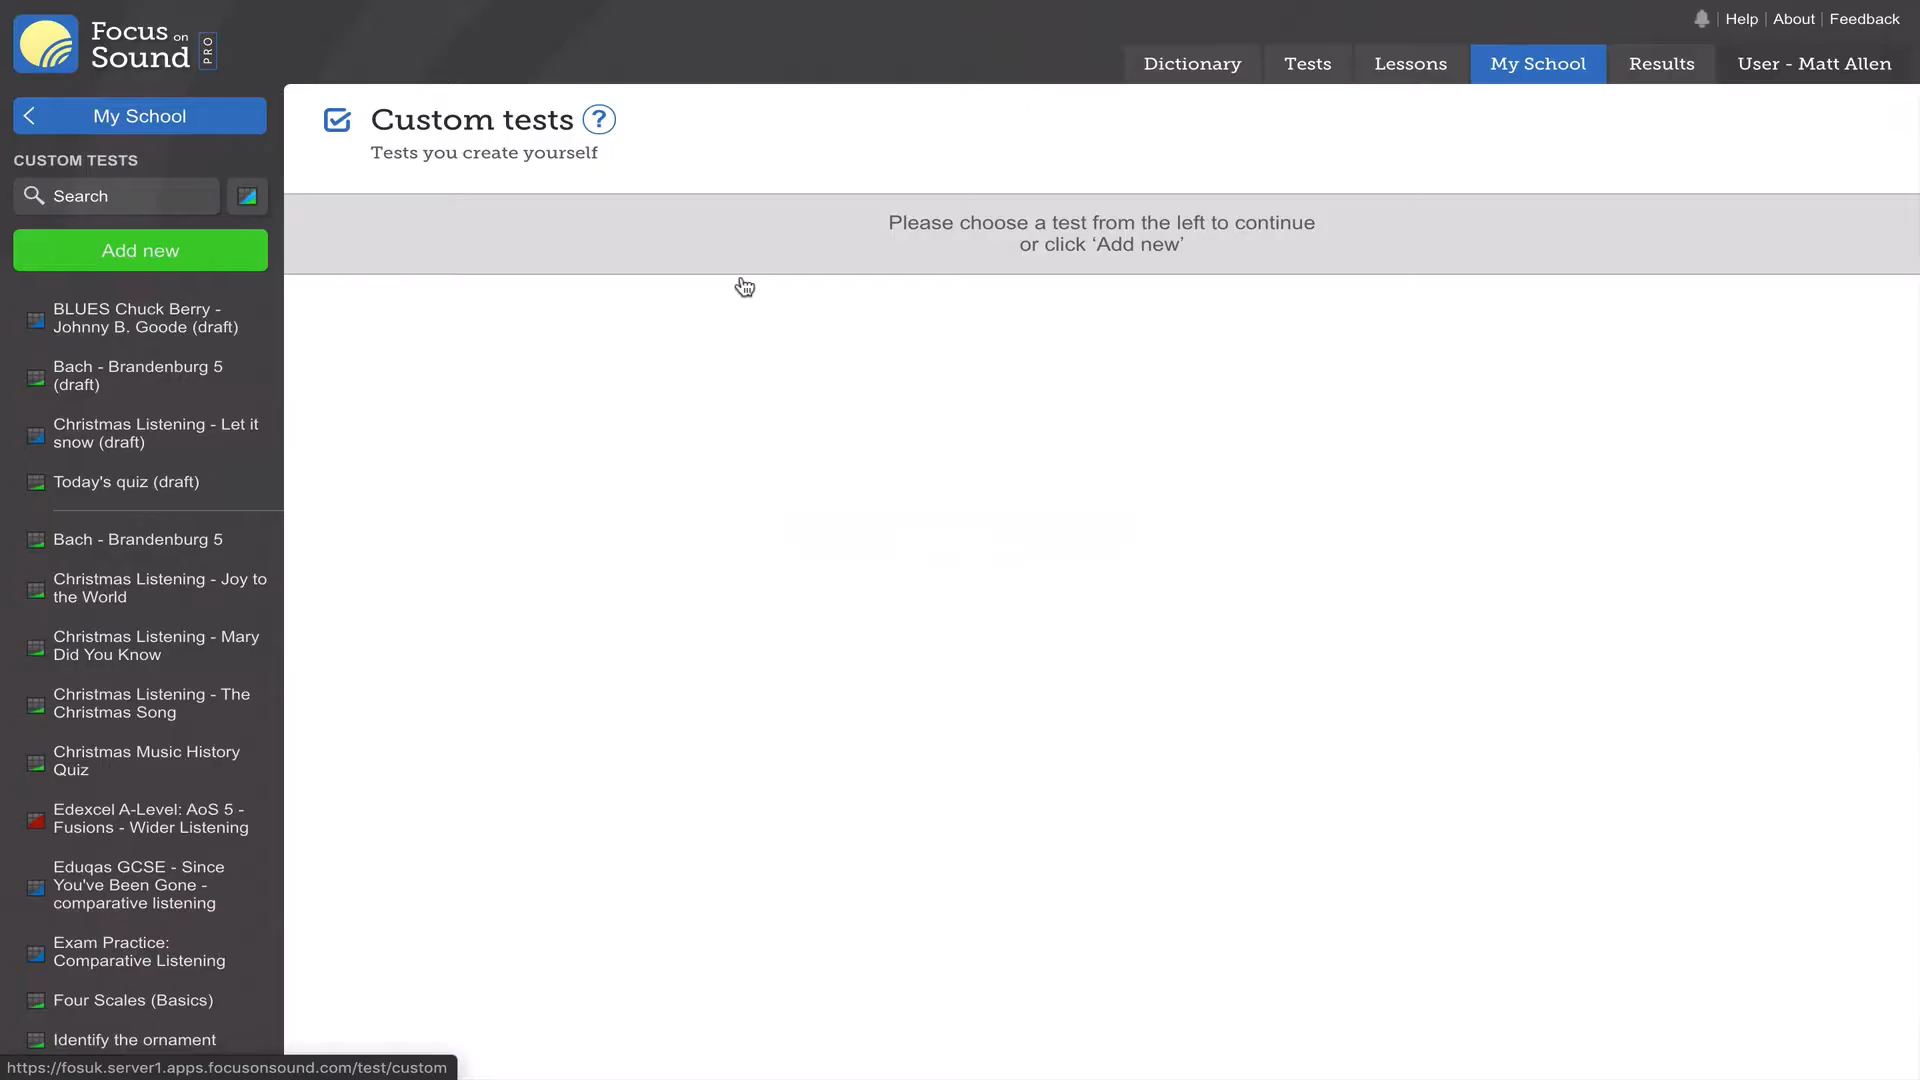 Focus on
Sound
PRO
Help | About | Feedback
Dictionary
Tests
Lessons
My School
Results
User - Matt Allen
My School
CUSTOM TESTS
Search
Add new
BLUES Chuck Berry -
Johnny B. Goode (draft)
Bach - Brandenburg 5
(draft)
Christmas Listening - Let it
snow (draft)
Today's quiz (draft)
Bach - Brandenburg 5
Christmas Listening - Joy to
the World
Christmas Listening - Mary
Did You Know
Christmas Listening - The
Christmas Song
Christmas Music History
Quiz
Edexcel A-Level: AoS 5 -
Fusions - Wider Listening
Eduqas GCSE - Since
You've Been Gone -
comparative listening
Exam Practice:
Comparative Listening
Four Scales (Basics)
Identify the ornament
https://fosuk.server1.apps.focusonsound.com/test/custom
Custom tests ?
Tests you create yourself
Please choose a test from the left to continue
or click ‘Add new’